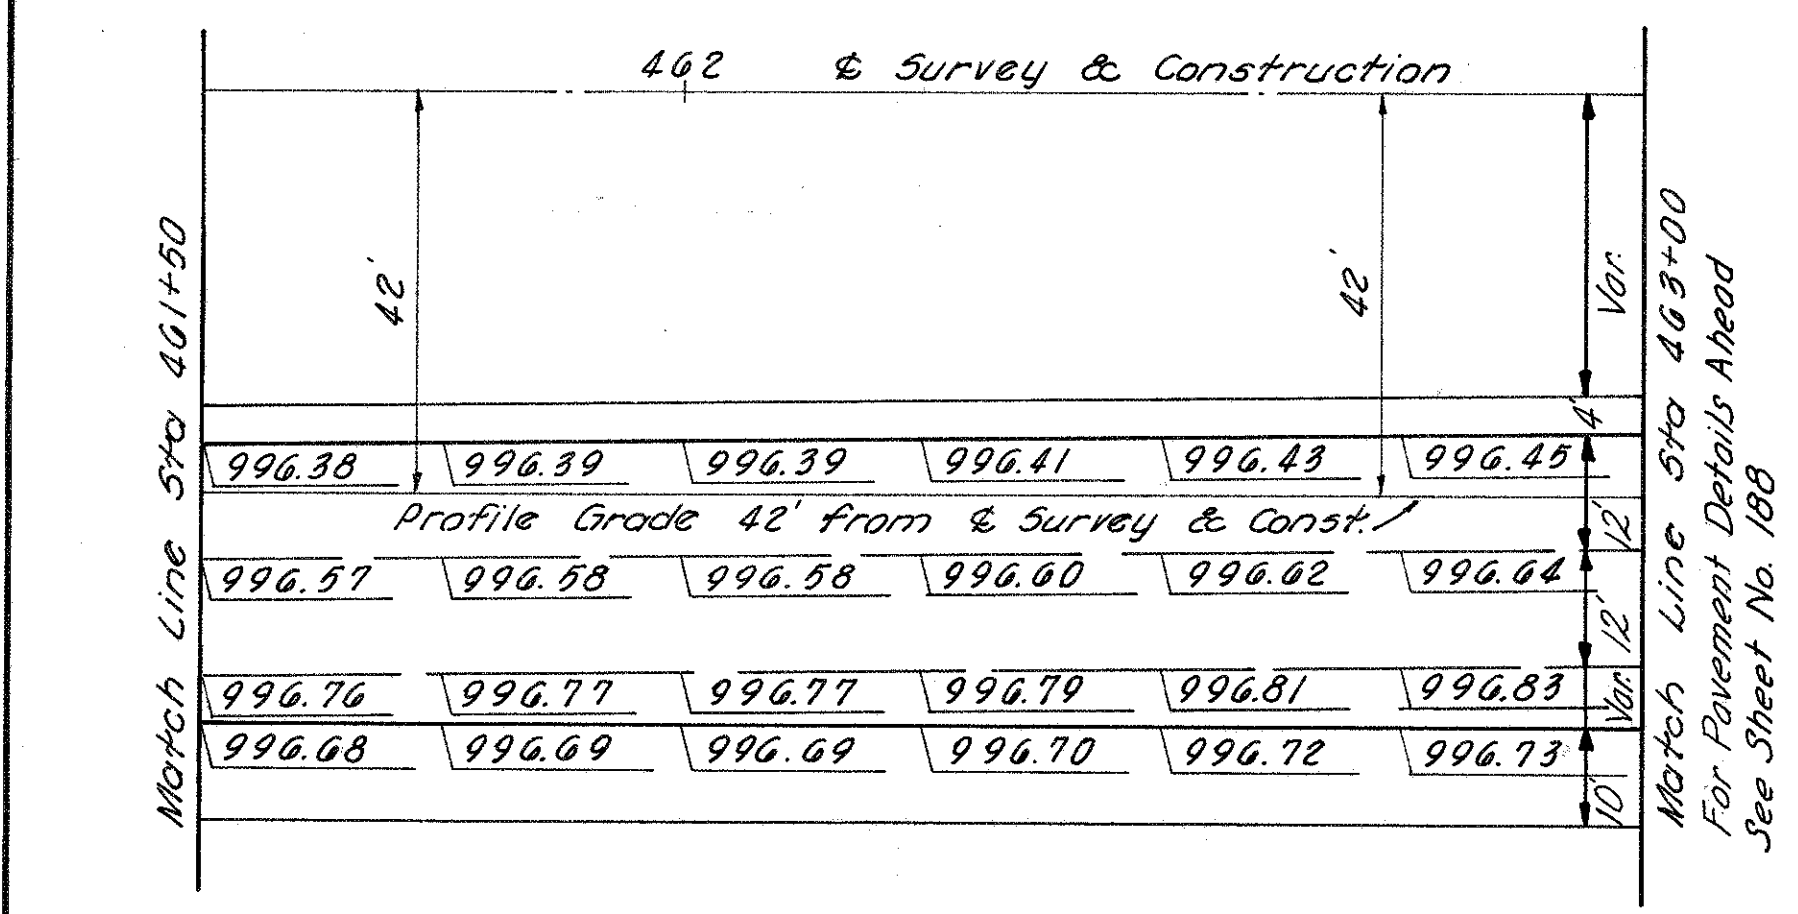 462 ℄ Survey & Construction
Match Line Sta 461+50
42'
42'
Var.
4'
996.38 996.39 996.39 996.41 996.43 996.45
Profile Grade 42' from ℄ Survey & Const.
12'
996.57 996.58 996.58 996.60 996.62 996.64
12'
996.76 996.77 996.77 996.79 996.81 996.83
Var.
996.68 996.69 996.69 996.70 996.72 996.73
10'
Match Line Sta 463+00
For Pavement Details Ahead
See Sheet No. 188